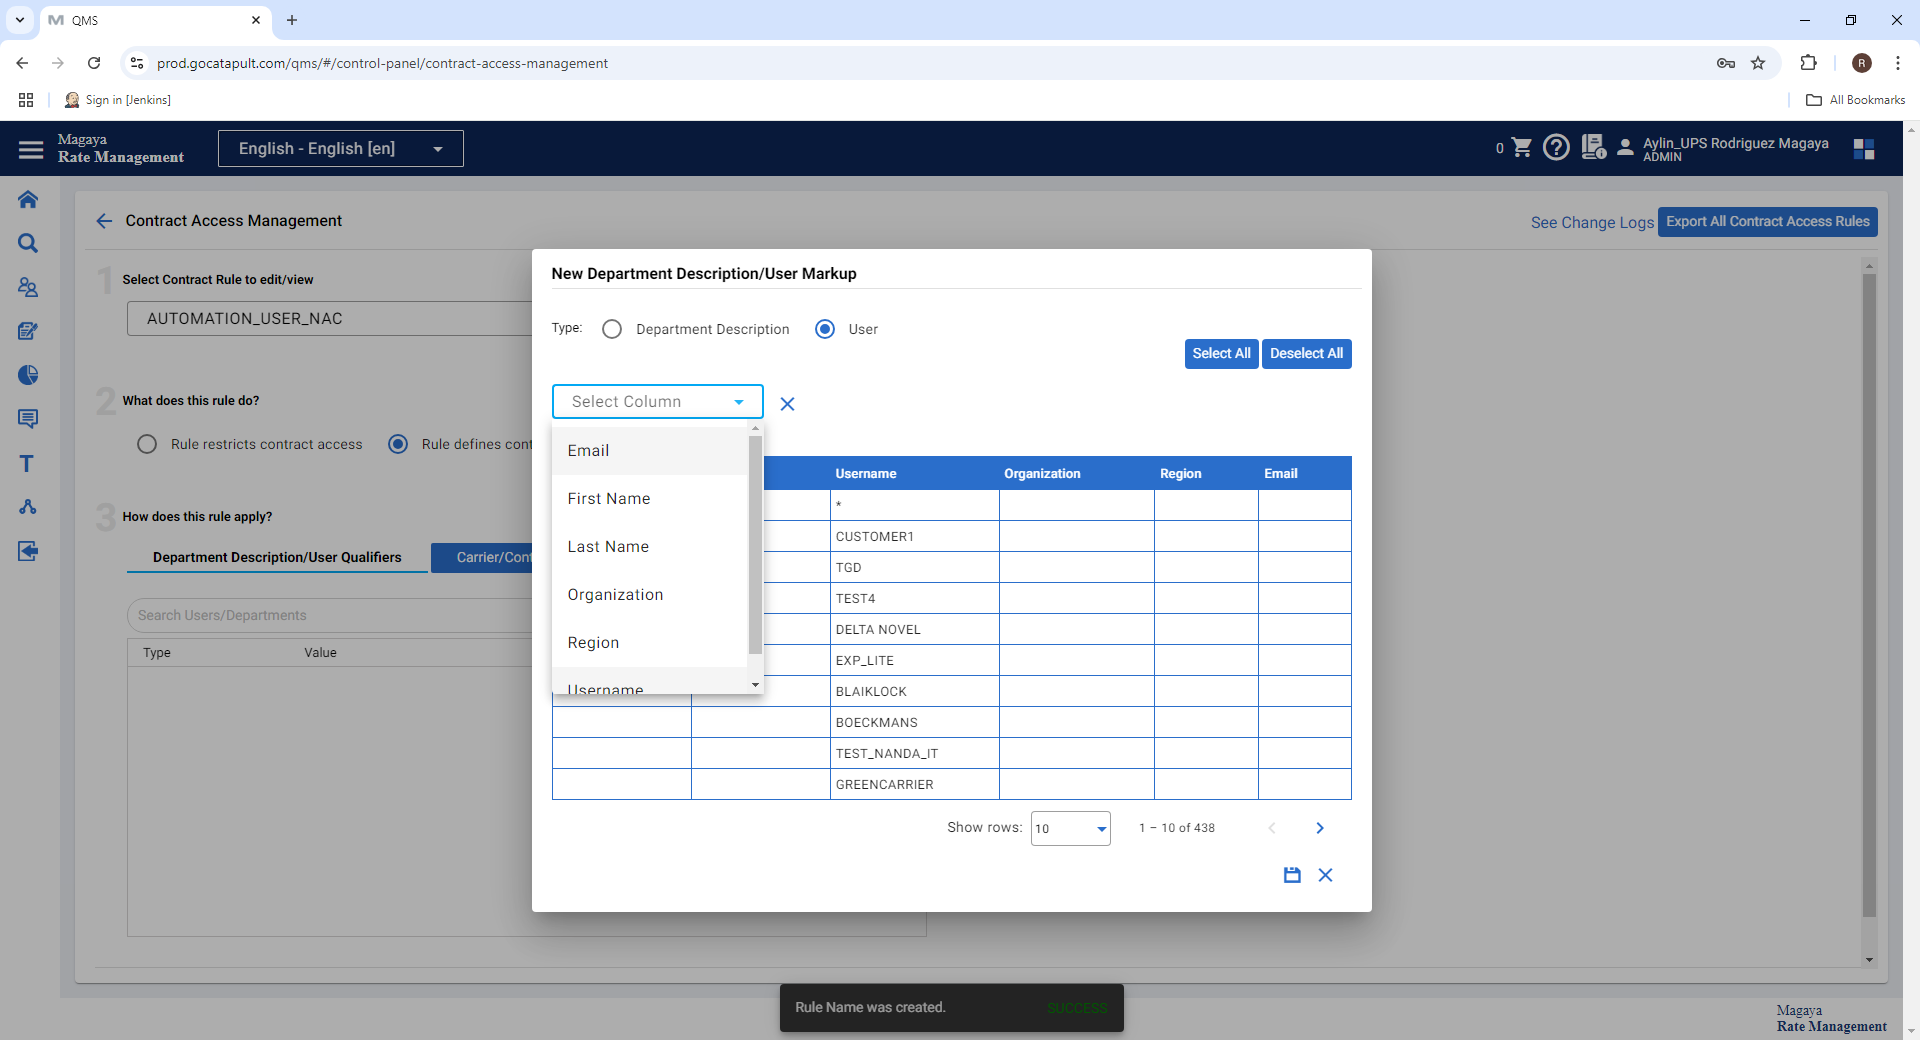 QMS
prod.gocatapult.com/qms/#/control-panel/contract-access-management
R
Sign in [Jenkins]
All Bookmarks
Magaya
Rate Management
English - English [en]
0
Aylin_UPS Rodriguez Magaya
ADMIN
Contract Access Management
See Change Logs
Export All Contract Access Rules
1
Select Contract Rule to edit/view
AUTOMATION_USER_NAC
2
What does this rule do?
Rule restricts contract access
Rule defines cont
3
How does this rule apply?
Department Description/User Qualifiers
Carrier/Cont
Search Users/Departments
Type
Value
New Department Description/User Markup
Type:
Department Description
User
Select All
Deselect All
Select Column
Email
First Name
Last Name
Organization
Region
Username
Username
Organization
Region
Email
*
CUSTOMER1
TGD
TEST4
DELTA NOVEL
EXP_LITE
BLAIKLOCK
BOECKMANS
TEST_NANDA_IT
GREENCARRIER
Show rows:
10
1 – 10 of 438
Rule Name was created.
SUCCESS
Magaya
Rate Management